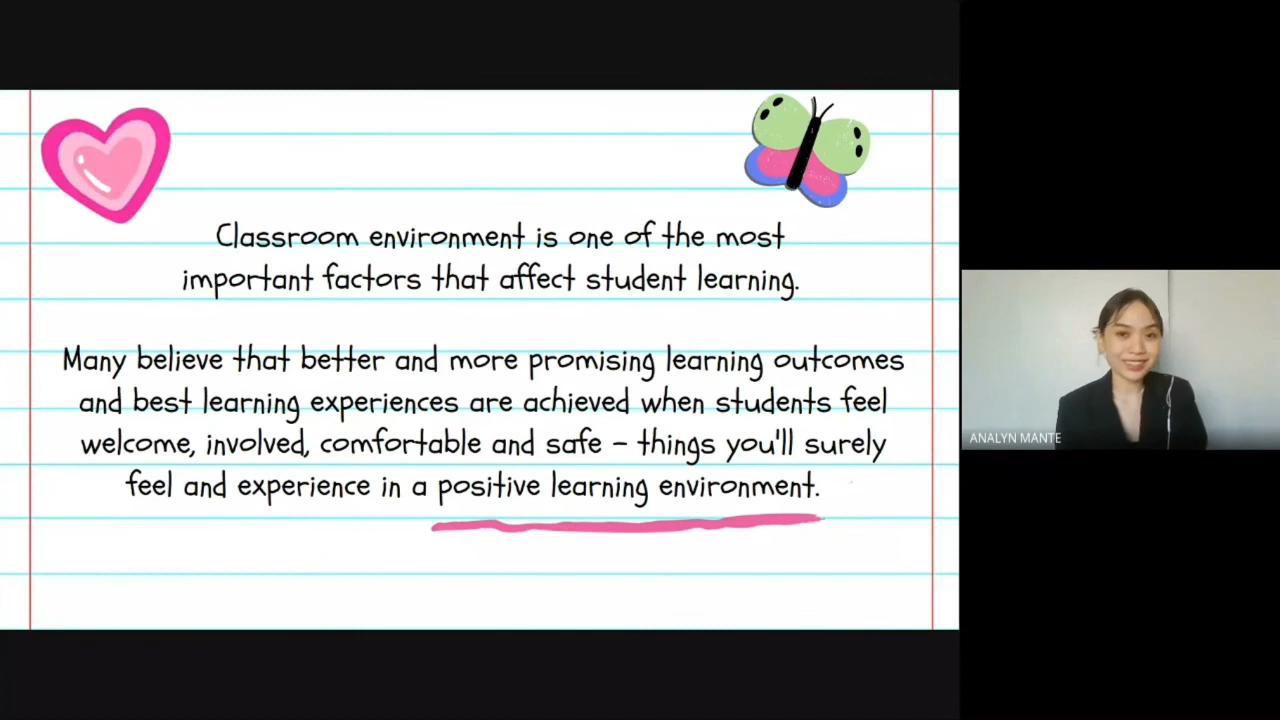 Classroom environment is one of the most
important factors that affect student learning.
Many believe that better and more promising learning outcomes
and best learning experiences are achieved when students feel
welcome, involved, comfortable and safe – things you'll surely
feel and experience in a positive learning environment.
ANALYN MANTE